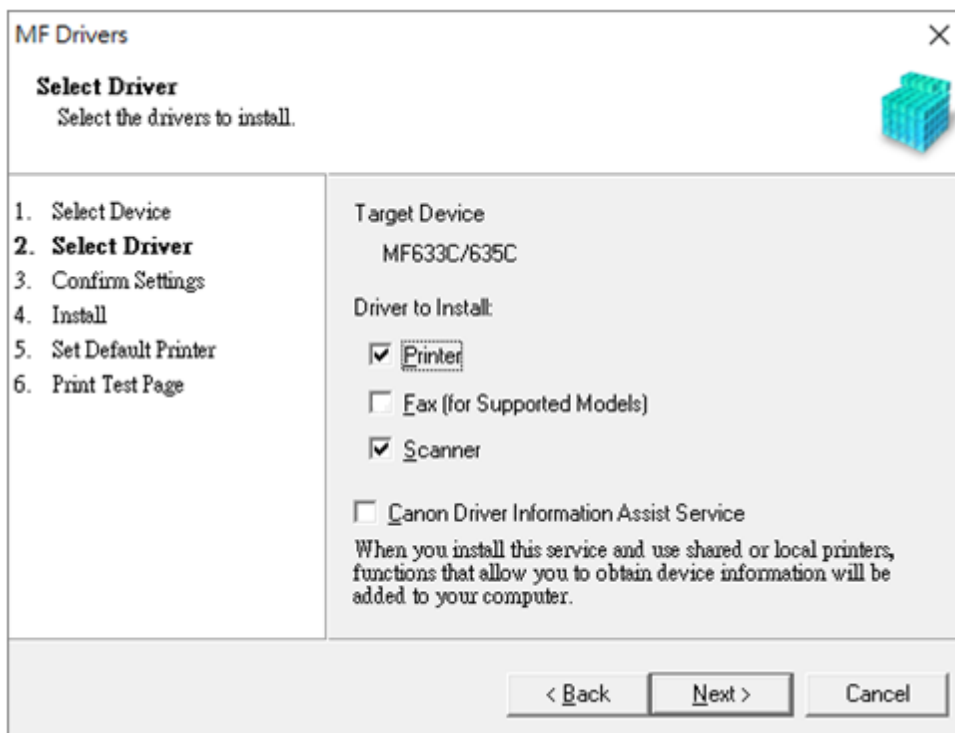 MF Drivers
Select Driver
Select the drivers to install.
1. Select Device
2. Select Driver
3. Confirm Settings
4. Install
5. Set Default Printer
6. Print Test Page
Target Device
MF633C/635C
Driver to Install:
Printer
Fax (for Supported Models)
Scanner
Canon Driver Information Assist Service
When you install this service and use shared or local printers,
functions that allow you to obtain device information will be
added to your computer.
< Back
Next >
Cancel